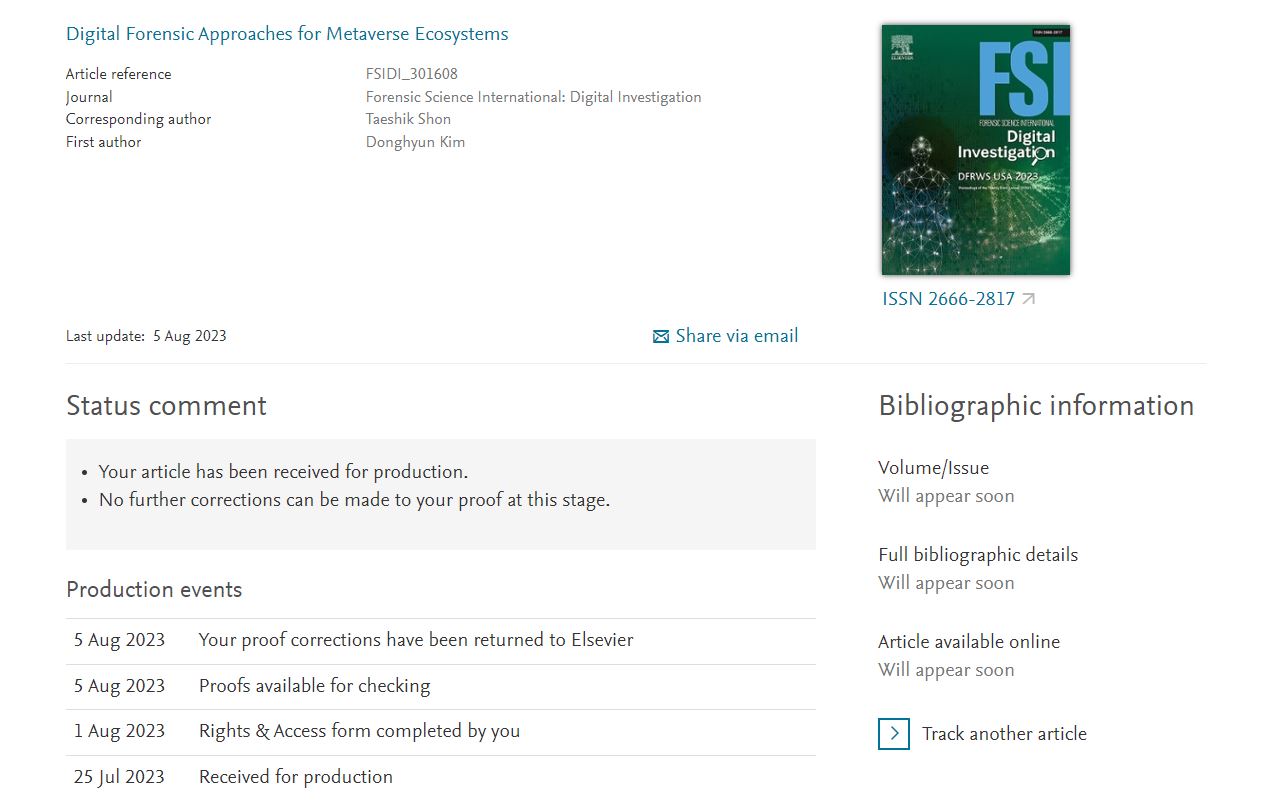 Digital Forensic Approaches for Metaverse Ecosystems
Article reference FSIDI_301608
Journal Forensic Science International: Digital Investigation
Corresponding author Taeshik Shon
First author Donghyun Kim
ISSN 2666-2817
ELSEVIER
FSI
FORENSIC SCIENCE INTERNATIONAL
Digital
Investigation
DFRWS USA 2023
ISSN 2666-2817
Last update: 5 Aug 2023
Share via email
Status comment
• Your article has been received for production.
• No further corrections can be made to your proof at this stage.
Production events
5 Aug 2023 Your proof corrections have been returned to Elsevier
5 Aug 2023 Proofs available for checking
1 Aug 2023 Rights & Access form completed by you
25 Jul 2023 Received for production
Bibliographic information
Volume/Issue
Will appear soon
Full bibliographic details
Will appear soon
Article available online
Will appear soon
Track another article